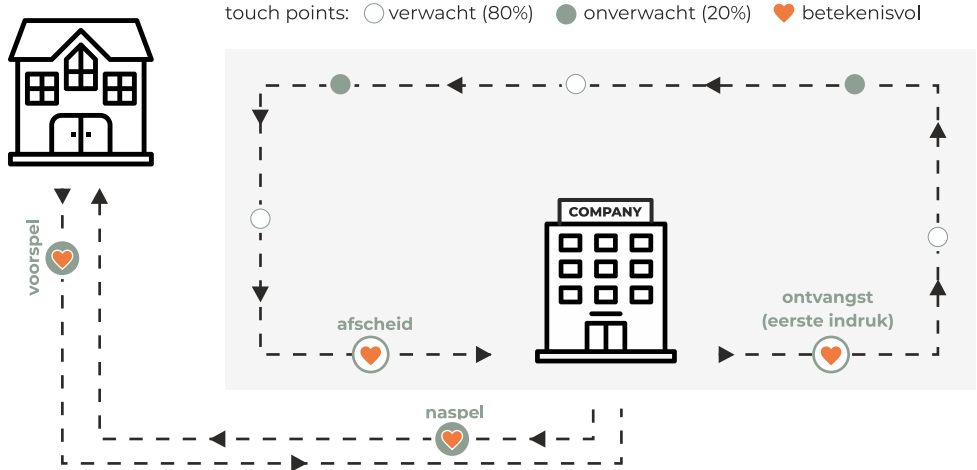 touch points: verwacht (80%) onverwacht (20%) betekenisvol
COMPANY
voorspel
ontvangst
(eerste indruk)
afscheid
naspel